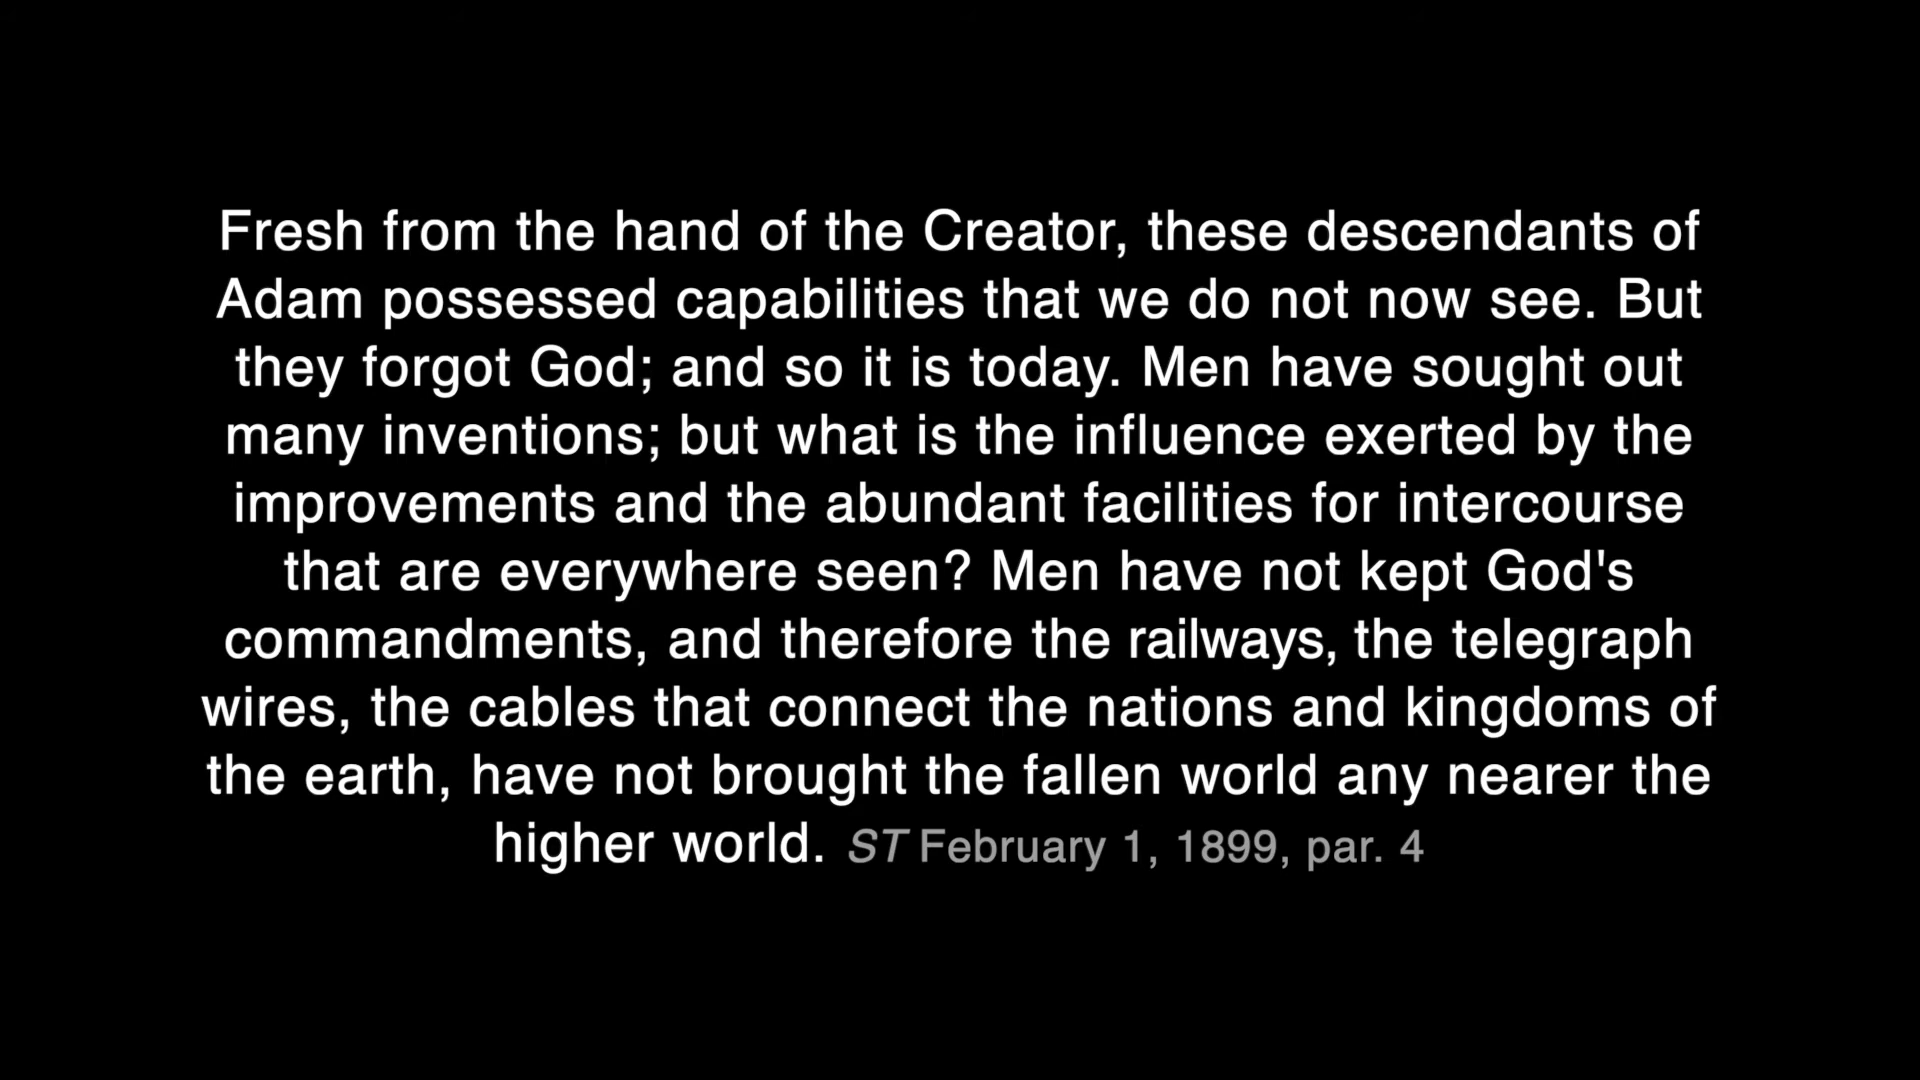 Fresh from the hand of the Creator, these descendants of
Adam possessed capabilities that we do not now see. But
they forgot God; and so it is today. Men have sought out
many inventions; but what is the influence exerted by the
improvements and the abundant facilities for intercourse
that are everywhere seen? Men have not kept God's
commandments, and therefore the railways, the telegraph
wires, the cables that connect the nations and kingdoms of
the earth, have not brought the fallen world any nearer the
higher world. ST February 1, 1899, par. 4